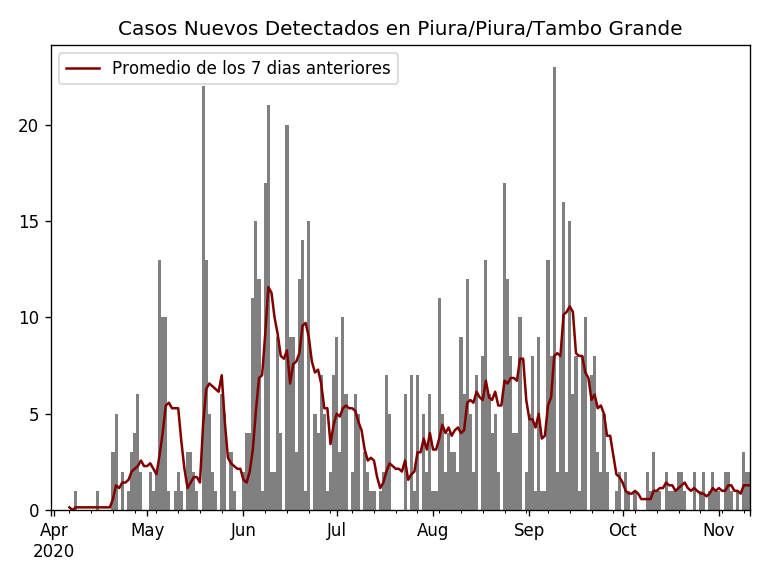 Casos Nuevos Detectados en Piura/Piura/Tambo Grande
Promedio de los 7 dias anteriores
20
15
10
5
0
Apr May Jun Jul Aug Sep Oct Nov
2020